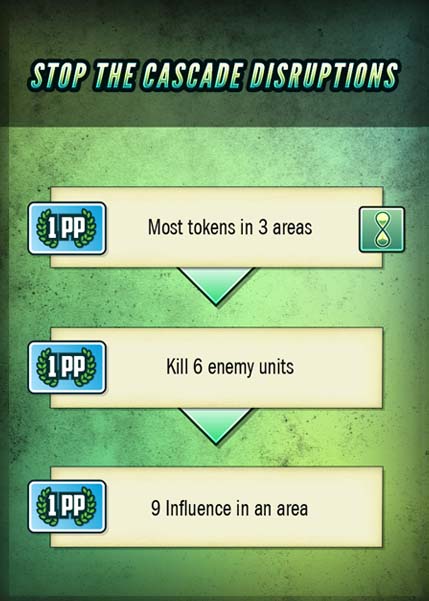 STOP THE CASCADE DISRUPTIONS
1 PP Most tokens in 3 areas
1 PP Kill 6 enemy units
1 PP 9 Influence in an area